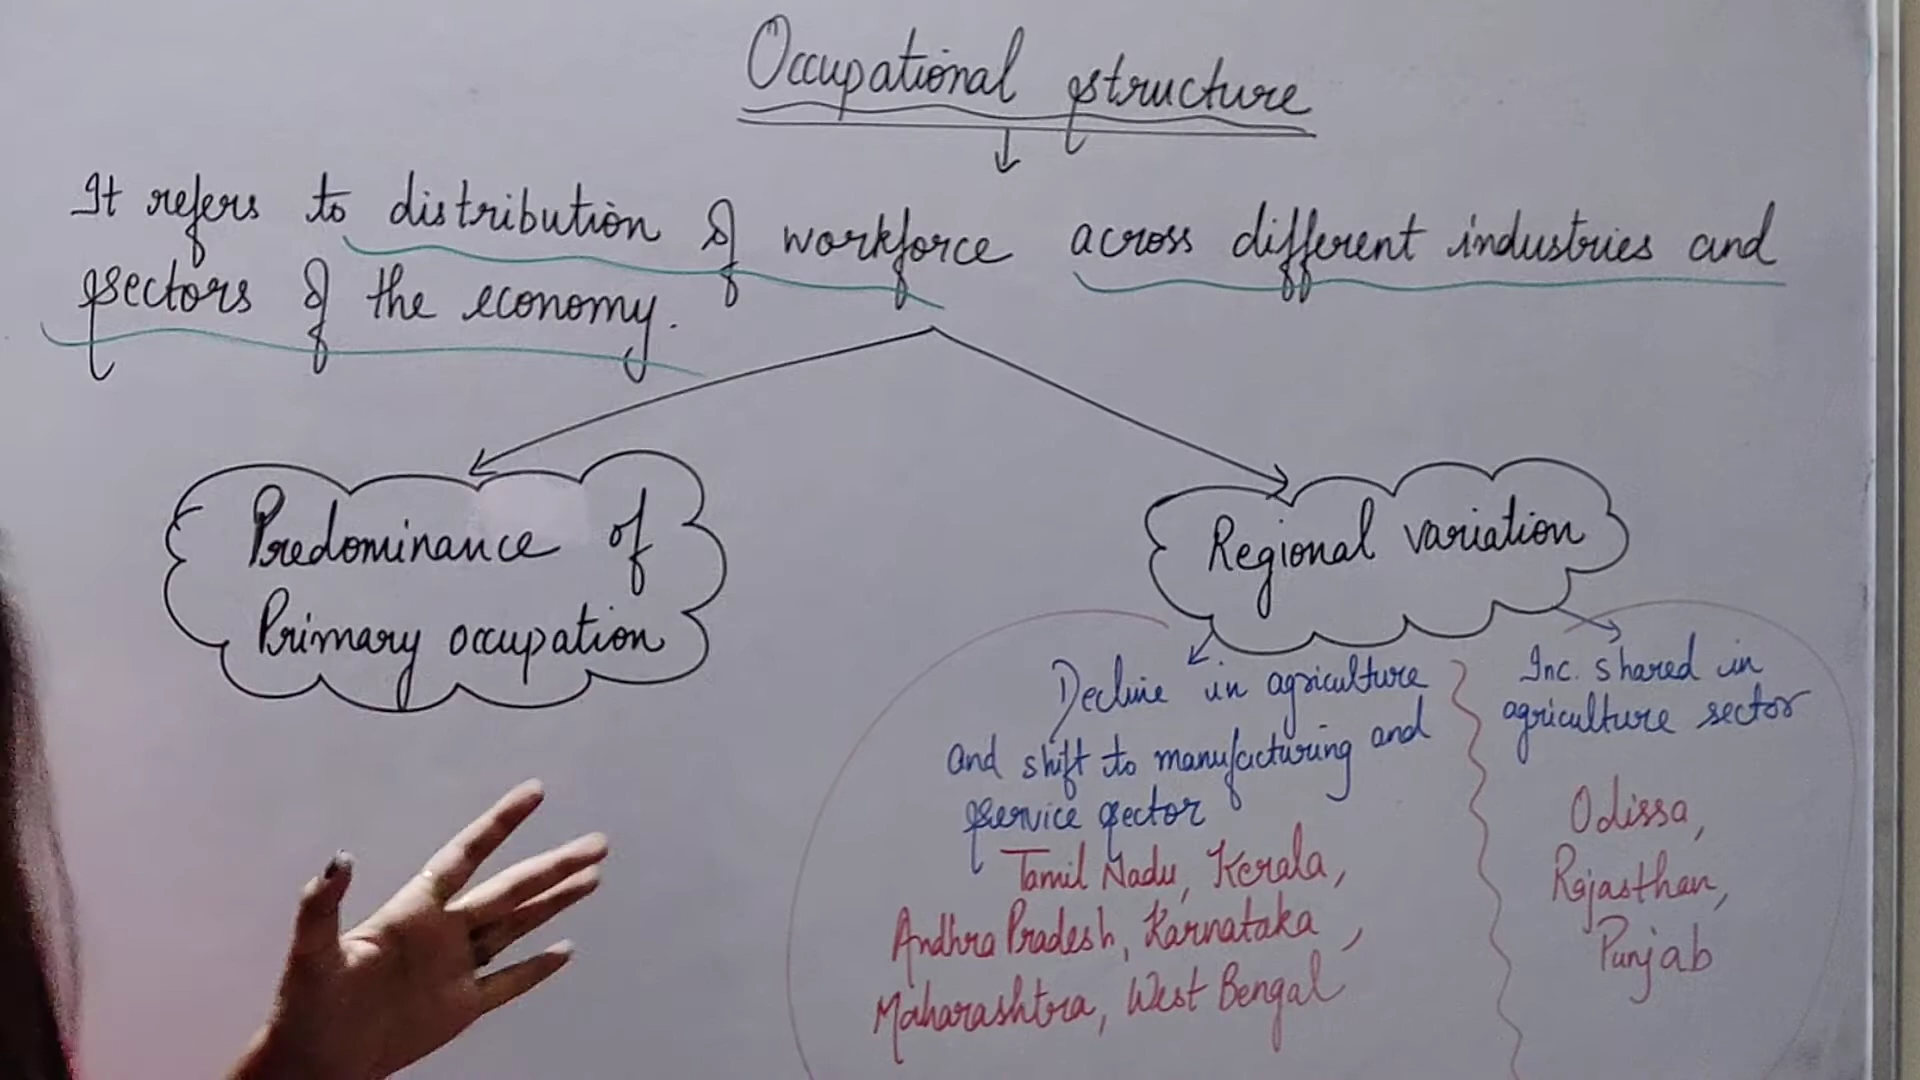 Occupational structure
It refers to distribution of workforce across different industries and
sectors of the economy.
Predominance of
Primary occupation
Regional variation
Decline in agriculture
and shift to manufacturing and
service sector
Tamil Nadu, Kerala,
Andhra Pradesh, Karnataka,
Maharashtra, West Bengal
Inc. shared in
agriculture sector
Odissa,
Rajasthan,
Punjab